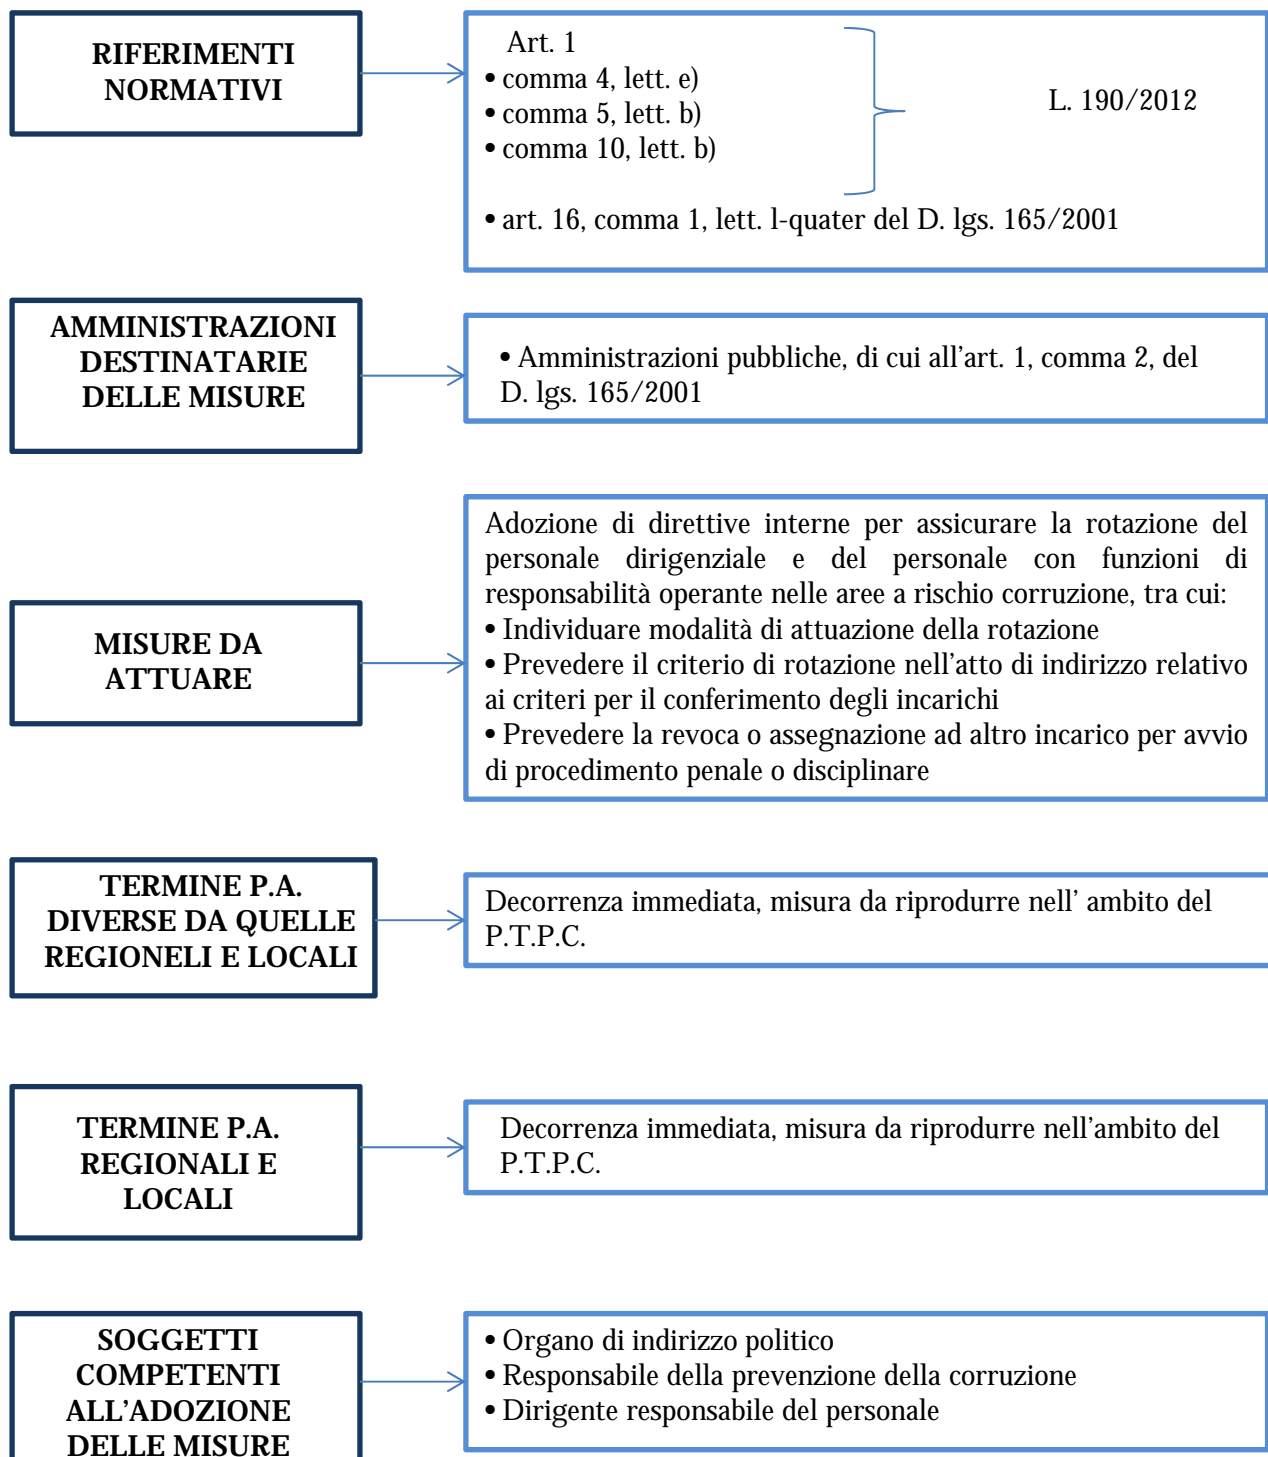 RIFERIMENTI
NORMATIVI
Art. 1
• comma 4, lett. e)
• comma 5, lett. b)
• comma 10, lett. b)
L. 190/2012
• art. 16, comma 1, lett. l-quater del D. lgs. 165/2001
AMMINISTRAZIONI
DESTINATARIE
DELLE MISURE
• Amministrazioni pubbliche, di cui all'art. 1, comma 2, del
D. lgs. 165/2001
MISURE DA
ATTUARE
Adozione di direttive interne per assicurare la rotazione del
personale dirigenziale e del personale con funzioni di
responsabilità operante nelle aree a rischio corruzione, tra cui:
• Individuare modalità di attuazione della rotazione
• Prevedere il criterio di rotazione nell'atto di indirizzo relativo
ai criteri per il conferimento degli incarichi
• Prevedere la revoca o assegnazione ad altro incarico per avvio
di procedimento penale o disciplinare
TERMINE P.A.
DIVERSE DA QUELLE
REGIONELI E LOCALI
Decorrenza immediata, misura da riprodurre nell' ambito del
P.T.P.C.
TERMINE P.A.
REGIONALI E
LOCALI
Decorrenza immediata, misura da riprodurre nell'ambito del
P.T.P.C.
SOGGETTI
COMPETENTI
ALL'ADOZIONE
DELLE MISURE
• Organo di indirizzo politico
• Responsabile della prevenzione della corruzione
• Dirigente responsabile del personale